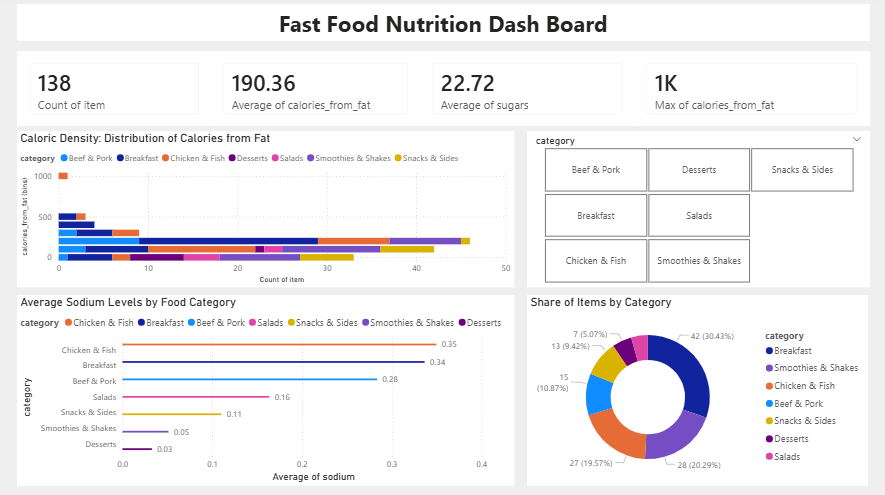 Fast Food Nutrition Dash Board
138
Count of item
190.36
Average of calories_from_fat
22.72
Average of sugars
1K
Max of calories_from_fat
Caloric Density: Distribution of Calories from Fat
category Beef & Pork Breakfast Chicken & Fish Desserts Salads Smoothies & Shakes Snacks & Sides
calories_from_fat (bins)
1000
500
0
0 10 20 30 40 50
Count of item
category
Beef & Pork Desserts Snacks & Sides
Breakfast Salads
Chicken & Fish Smoothies & Shakes
Average Sodium Levels by Food Category
category Chicken & Fish Breakfast Beef & Pork Salads Snacks & Sides Smoothies & Shakes Desserts
category
Chicken & Fish 0.35
Breakfast 0.34
Beef & Pork 0.28
Salads 0.16
Snacks & Sides 0.11
Smoothies & Shakes 0.05
Desserts 0.03
0.0 0.1 0.2 0.3 0.4
Average of sodium
Share of Items by Category
7 (5.07%)
42 (30.43%)
13 (9.42%)
15
(10.87%)
27 (19.57%)
28 (20.29%)
category
Breakfast
Smoothies & Shakes
Chicken & Fish
Beef & Pork
Snacks & Sides
Desserts
Salads